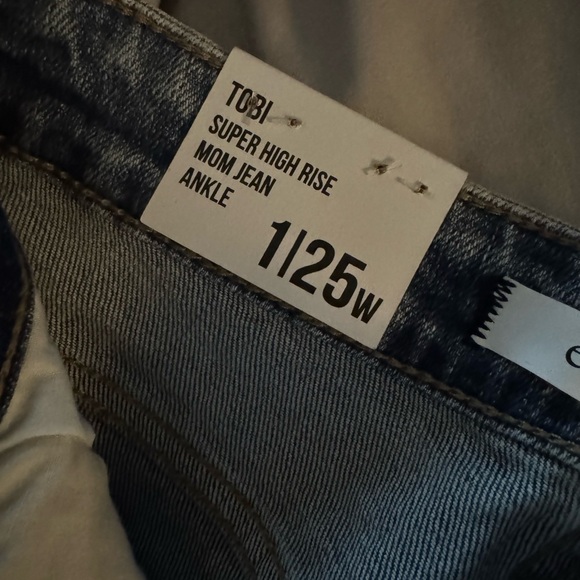 TOBI
SUPER HIGH RISE
MOM JEAN
ANKLE
1/25W
e